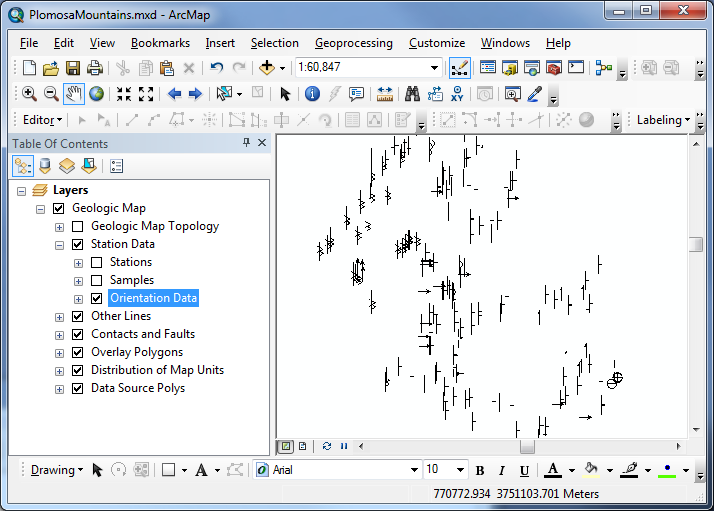 PlomosaMountains.mxd - ArcMap
File Edit View Bookmarks Insert Selection Geoprocessing Customize Windows Help
1:60,847
Editor Labeling
Table Of Contents
Layers
Geologic Map
Geologic Map Topology
Station Data
Stations
Samples
Orientation Data
Other Lines
Contacts and Faults
Overlay Polygons
Distribution of Map Units
Data Source Polys
Drawing A Arial 10 B I U A
770772.934 3751103.701 Meters